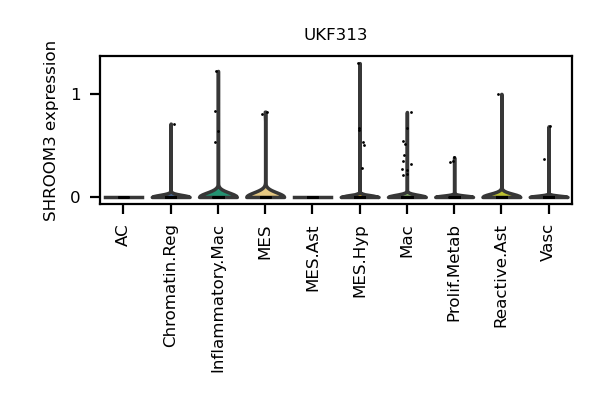 UKF313
SHROOM3 expression
1
0
AC
Chromatin.Reg
Inflammatory.Mac
MES
MES.Ast
MES.Hyp
Mac
Prolif.Metab
Reactive.Ast
Vasc